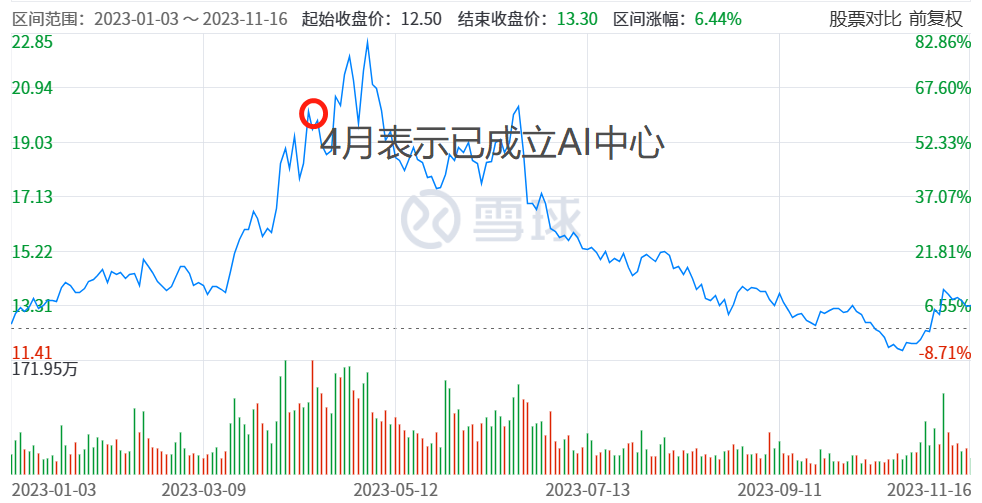 区间范围：2023-01-03 ～ 2023-11-16 起始收盘价：12.50 结束收盘价：13.30 区间涨幅：6.44% 股票对比 前复权
22.85 82.86%
20.94 67.60%
19.03 52.33%
4月表示已成立AI中心
17.13 37.07%
雪球
15.22 21.81%
13.31 6.55%
11.41 -8.71%
171.95万
2023-01-03 2023-03-09 2023-05-12 2023-07-13 2023-09-11 2023-11-16